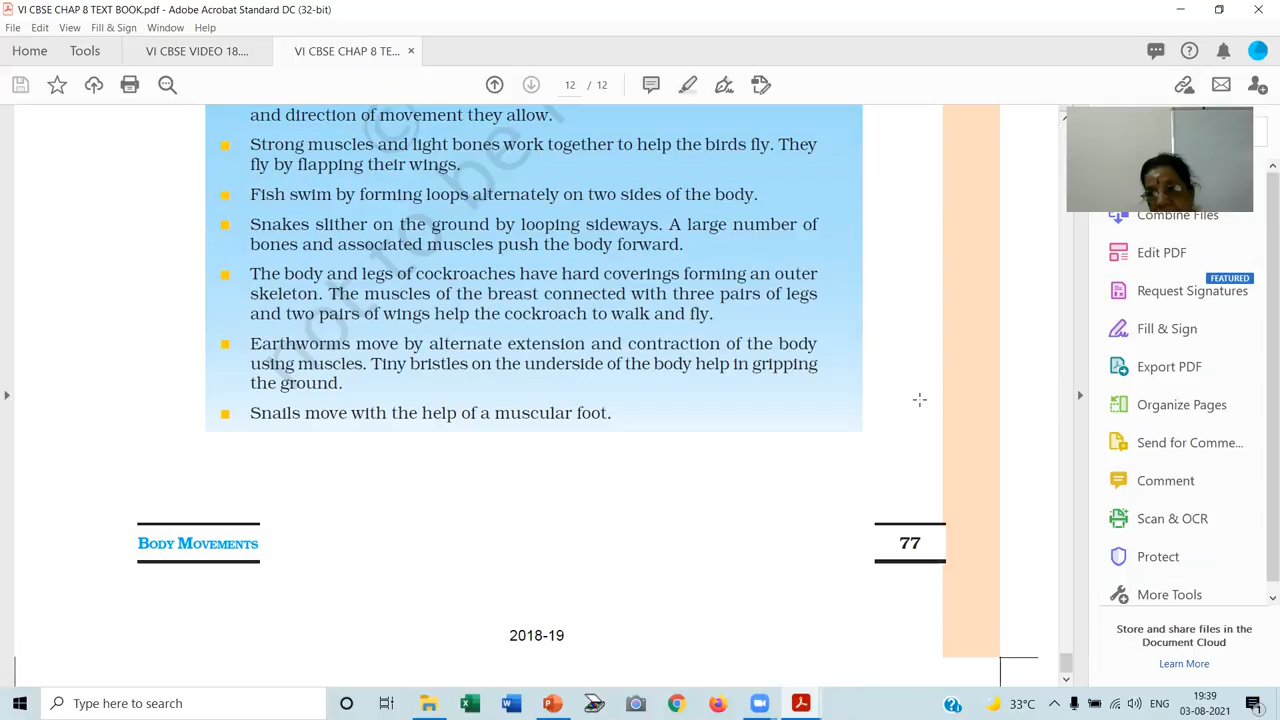 VI CBSE CHAP 8 TEXT BOOK.pdf - Adobe Acrobat Standard DC (32-bit)
File Edit View Fill & Sign Window Help
Home Tools VI CBSE VIDEO 18.... VI CBSE CHAP 8 TE... ×
12 / 12
and direction of movement they allow.
Strong muscles and light bones work together to help the birds fly. They
fly by flapping their wings.
Fish swim by forming loops alternately on two sides of the body.
Snakes slither on the ground by looping sideways. A large number of
bones and associated muscles push the body forward.
The body and legs of cockroaches have hard coverings forming an outer
skeleton. The muscles of the breast connected with three pairs of legs
and two pairs of wings help the cockroach to walk and fly.
Earthworms move by alternate extension and contraction of the body
using muscles. Tiny bristles on the underside of the body help in gripping
the ground.
Snails move with the help of a muscular foot.
BODY MOVEMENTS
77
2018-19
Combine Files
Edit PDF
FEATURED
Request Signatures
Fill & Sign
Export PDF
Organize Pages
Send for Comme...
Comment
Scan & OCR
Protect
More Tools
Store and share files in the
Document Cloud
Learn More
Type here to search
33°C
ENG
19:39
03-08-2021